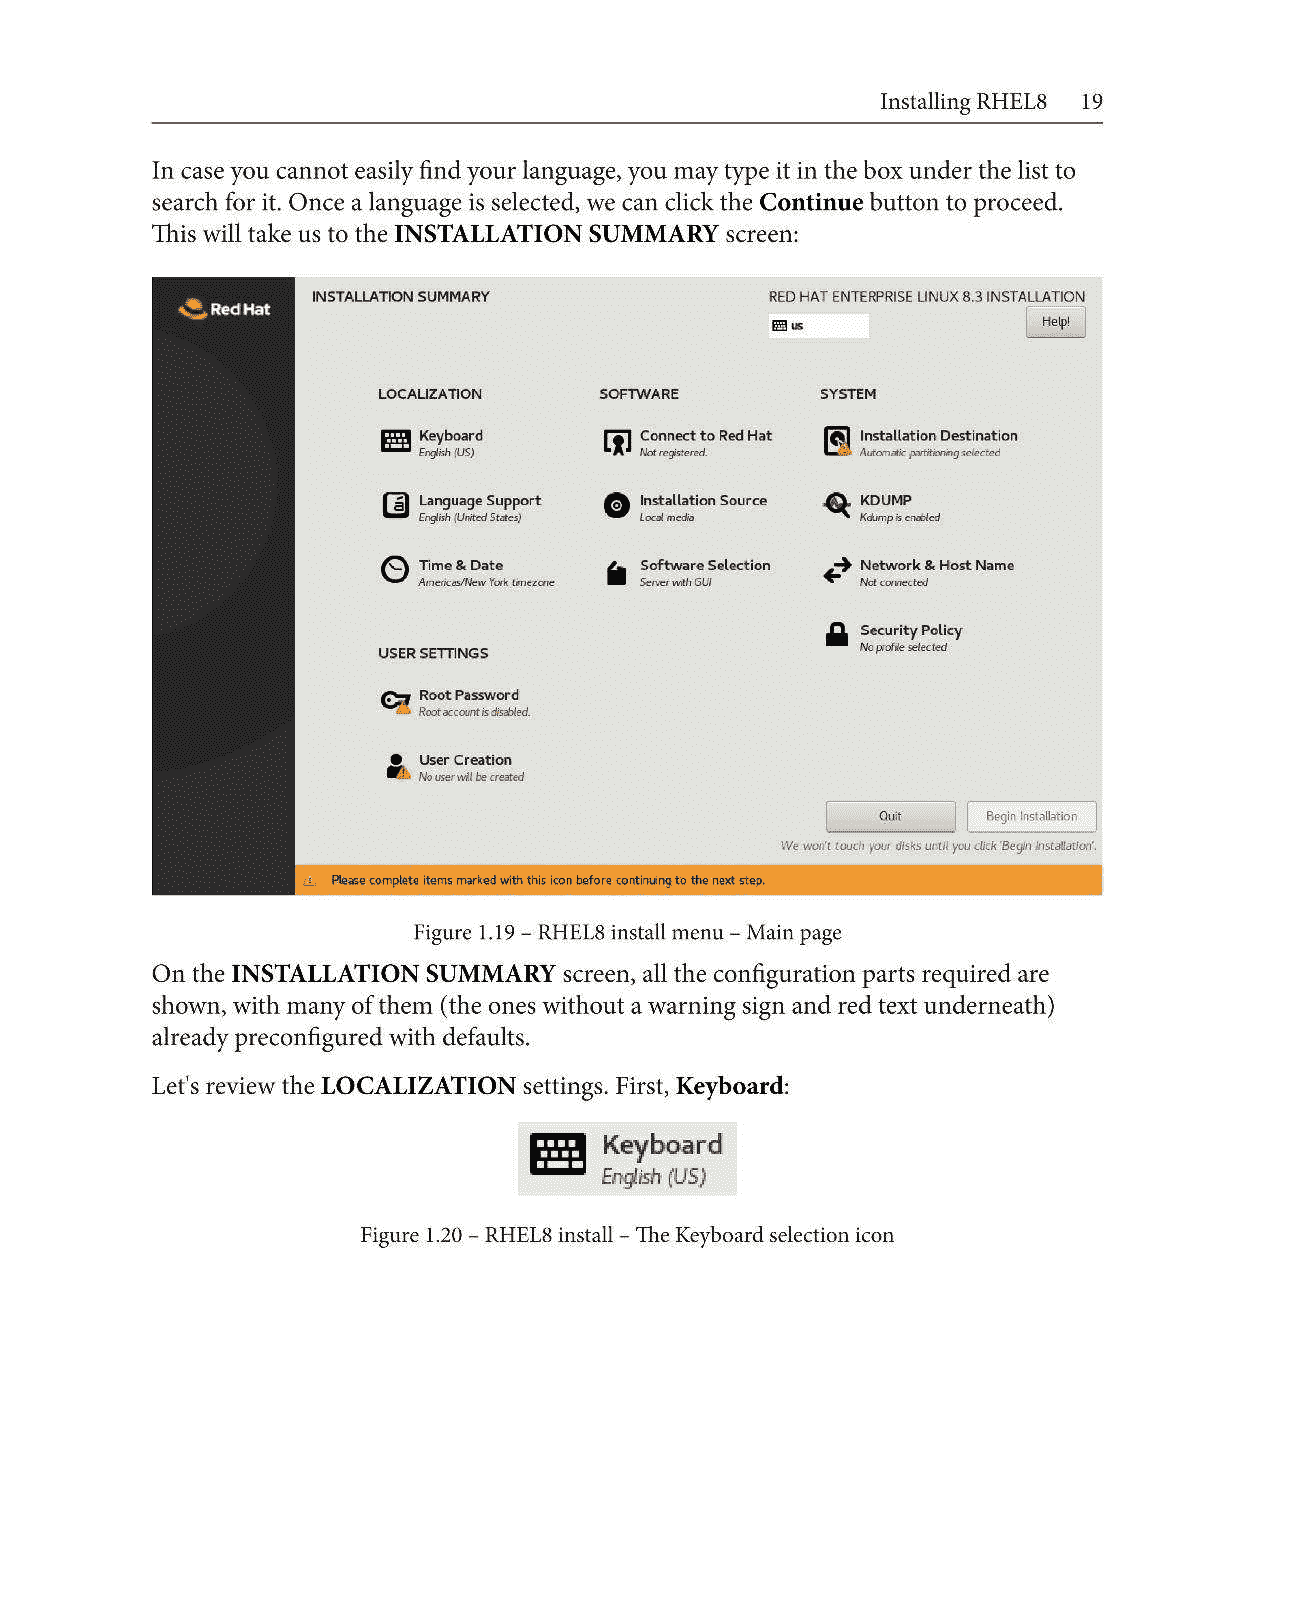 Installing RHEL8 19
In case you cannot easily find your language, you may type it in the box under the list to
search for it. Once a language is selected, we can click the Continue button to proceed.
This will take us to the INSTALLATION SUMMARY screen:
Red Hat
INSTALLATION SUMMARY
RED HAT ENTERPRISE LINUX 8.3 INSTALLATION
us
Help!
LOCALIZATION
Keyboard
English (US)
Language Support
English (United States)
Time & Date
Americas/New York timezone
SOFTWARE
Connect to Red Hat
Not registered.
Installation Source
Local media
Software Selection
Server with GUI
SYSTEM
Installation Destination
Automatic partitioning selected
KDUMP
Kdump is enabled
Network & Host Name
Not connected
Security Policy
No profile selected
USER SETTINGS
Root Password
Root account is disabled.
User Creation
No user will be created
Quit
Begin Installation
We won't touch your disks until you click 'Begin Installation'.
Please complete items marked with this icon before continuing to the next step.
Figure 1.19 – RHEL8 install menu – Main page
On the INSTALLATION SUMMARY screen, all the configuration parts required are
shown, with many of them (the ones without a warning sign and red text underneath)
already preconfigured with defaults.
Let's review the LOCALIZATION settings. First, Keyboard:
Keyboard
English (US)
Figure 1.20 – RHEL8 install – The Keyboard selection icon